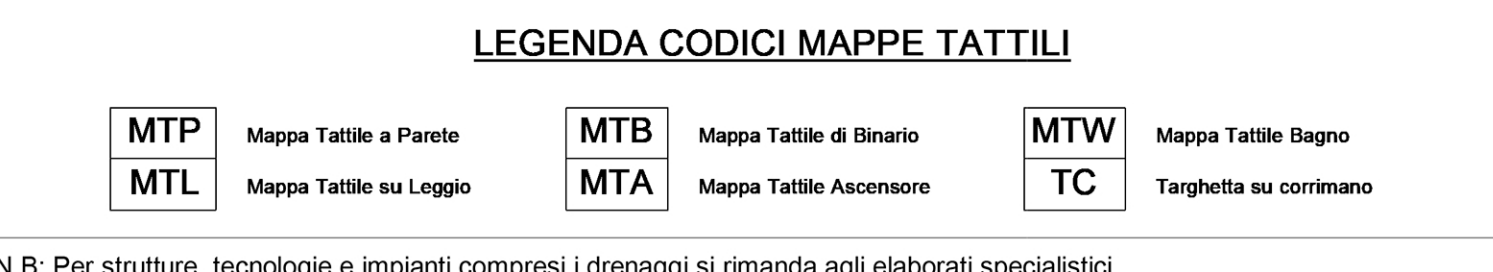 LEGENDA CODICI MAPPE TATTILI
MTP Mappa Tattile a Parete MTB Mappa Tattile di Binario MTW Mappa Tattile Bagno
MTL Mappa Tattile su Leggio MTA Mappa Tattile Ascensore TC Targhetta su corrimano
N.B: Per strutture, tecnologie e impianti compresi i drenaggi si rimanda agli elaborati specialistici